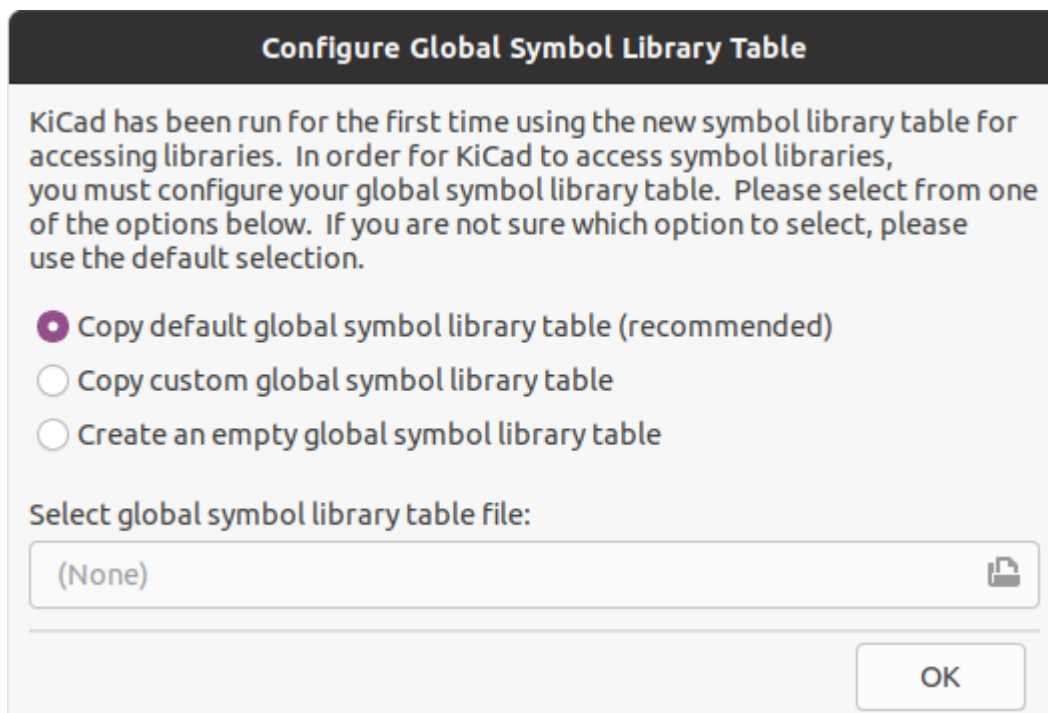 Configure Global Symbol Library Table
KiCad has been run for the first time using the new symbol library table for
accessing libraries.  In order for KiCad to access symbol libraries,
you must configure your global symbol library table.  Please select from one
of the options below.  If you are not sure which option to select, please
use the default selection.
Copy default global symbol library table (recommended)
Copy custom global symbol library table
Create an empty global symbol library table
Select global symbol library table file:
(None)
OK